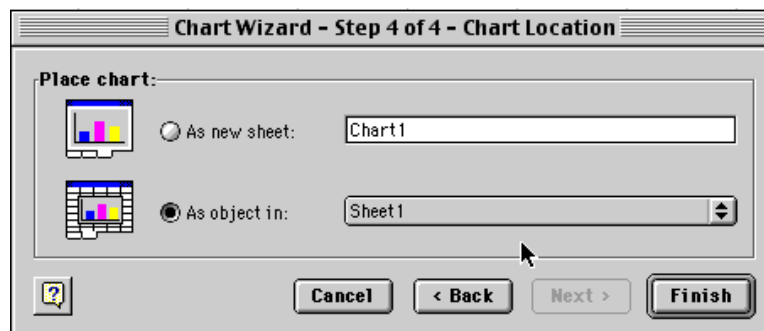 Chart Wizard – Step 4 of 4 – Chart Location
Place chart:
As new sheet: Chart1
As object in: Sheet1
? Cancel < Back Next > Finish